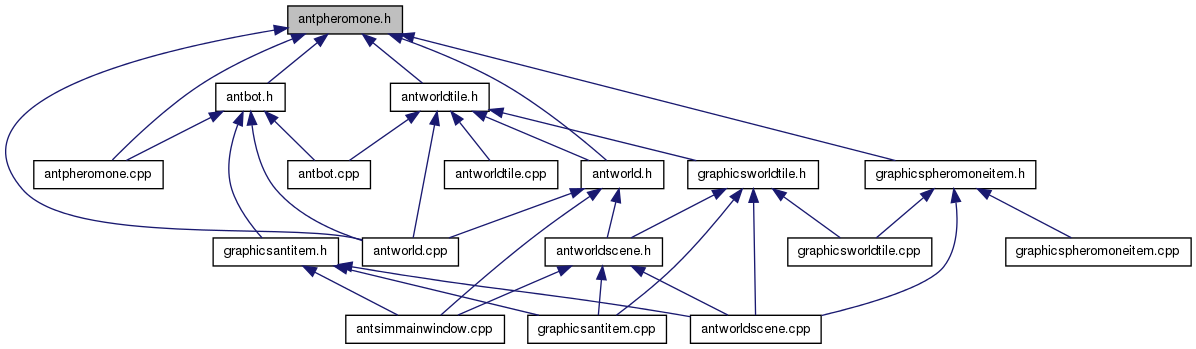 antpheromone.h
antbot.h
antworldtile.h
antpheromone.cpp
antbot.cpp
antworldtile.cpp
antworld.h
graphicsworldtile.h
graphicspheromoneitem.h
graphicsantitem.h
antworld.cpp
antworldscene.h
graphicsworldtile.cpp
graphicspheromoneitem.cpp
antsimmainwindow.cpp
graphicsantitem.cpp
antworldscene.cpp